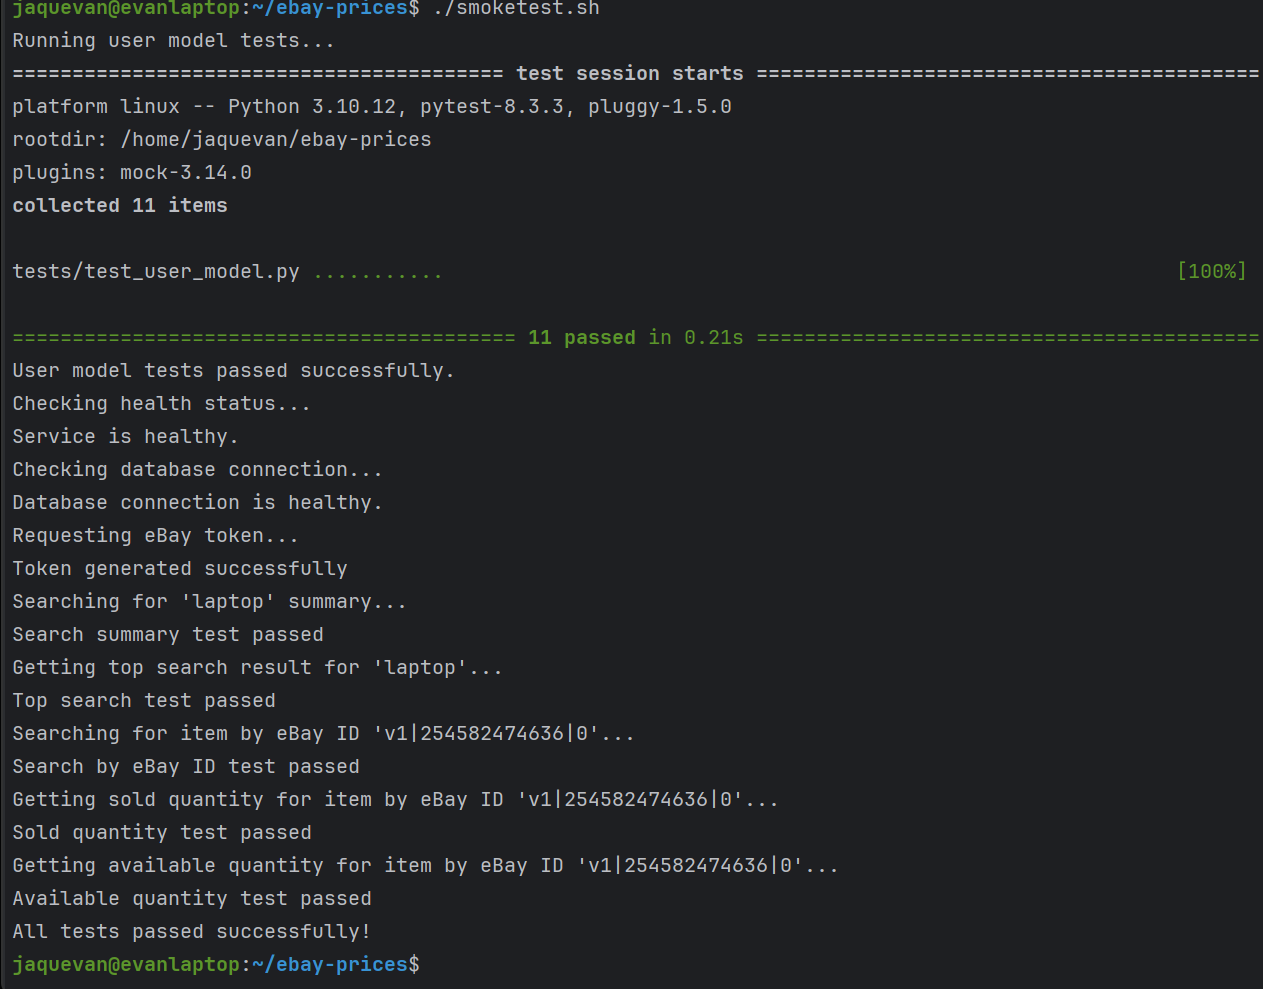 jaquevan@evanlaptop:~/ebay-prices$ ./smoketest.sh
Running user model tests...
========================================= test session starts ==========================================
platform linux -- Python 3.10.12, pytest-8.3.3, pluggy-1.5.0
rootdir: /home/jaquevan/ebay-prices
plugins: mock-3.14.0
collected 11 items
tests/test_user_model.py ........... [100%]
========================================== 11 passed in 0.21s ==========================================
User model tests passed successfully.
Checking health status...
Service is healthy.
Checking database connection...
Database connection is healthy.
Requesting eBay token...
Token generated successfully
Searching for 'laptop' summary...
Search summary test passed
Getting top search result for 'laptop'...
Top search test passed
Searching for item by eBay ID 'v1|254582474636|0'...
Search by eBay ID test passed
Getting sold quantity for item by eBay ID 'v1|254582474636|0'...
Sold quantity test passed
Getting available quantity for item by eBay ID 'v1|254582474636|0'...
Available quantity test passed
All tests passed successfully!
jaquevan@evanlaptop:~/ebay-prices$